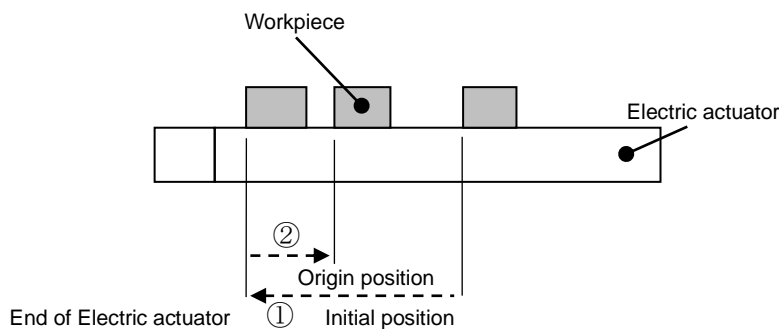 Workpiece
Electric actuator
②
Origin position
End of Electric actuator ① Initial position